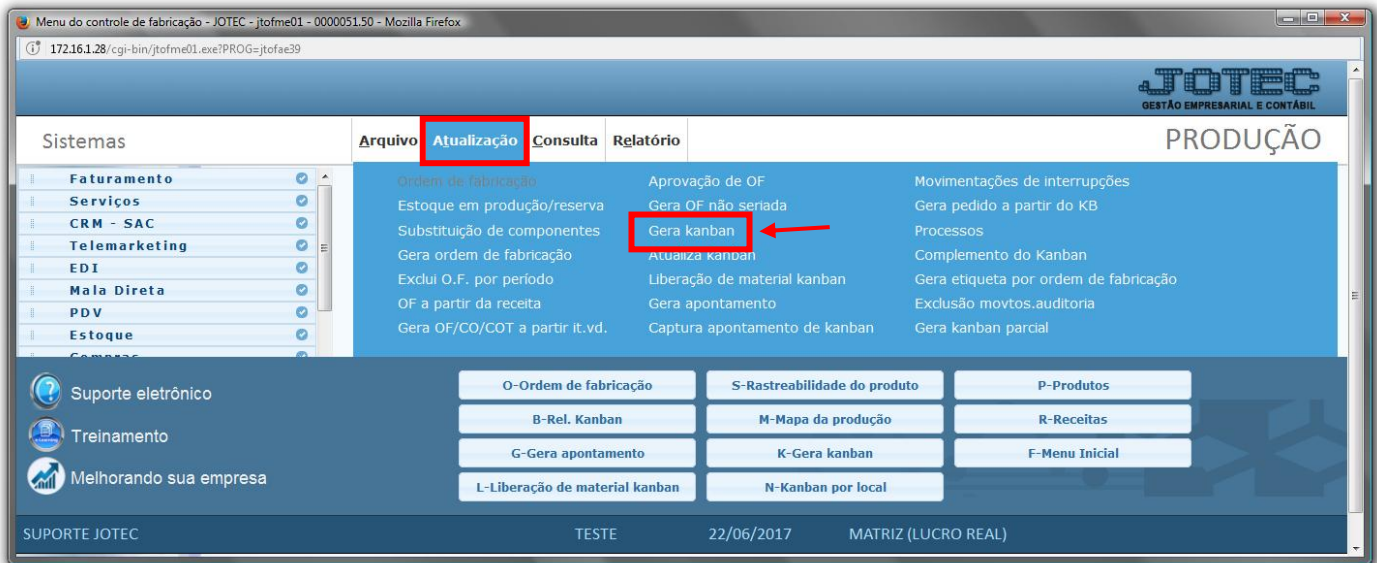 Menu do controle de fabricação - JOTEC - jtofme01 - 0000051.50 - Mozilla Firefox
172.16.1.28/cgi-bin/jtofme01.exe?PROG=jtofae39
JOTEC
GESTÃO EMPRESARIAL E CONTÁBIL
Sistemas
Arquivo Atualização Consulta Relatório
PRODUÇÃO
Faturamento
Serviços
CRM - SAC
Telemarketing
EDI
Mala Direta
PDV
Estoque
Compras
Ordem de fabricação
Estoque em produção/reserva
Substituição de componentes
Gera ordem de fabricação
Exclui O.F. por período
OF a partir da receita
Gera OF/CO/COT a partir it.vd.
Aprovação de OF
Gera OF não seriada
Gera kanban
Atualiza kanban
Liberação de material kanban
Gera apontamento
Captura apontamento de kanban
Movimentações de interrupções
Gera pedido a partir do KB
Processos
Complemento do Kanban
Gera etiqueta por ordem de fabricação
Exclusão movtos.auditoria
Gera kanban parcial
Suporte eletrônico
Treinamento
Melhorando sua empresa
O-Ordem de fabricação S-Rastreabilidade do produto P-Produtos
B-Rel. Kanban M-Mapa da produção R-Receitas
G-Gera apontamento K-Gera kanban F-Menu Inicial
L-Liberação de material kanban N-Kanban por local
SUPORTE JOTEC TESTE 22/06/2017 MATRIZ (LUCRO REAL)